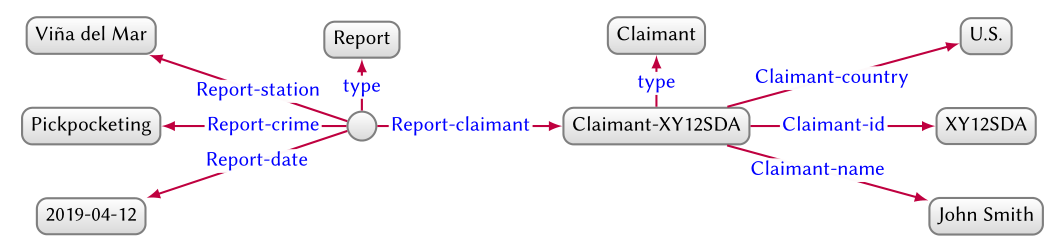 Viña del Mar
Report
Claimant
U.S.
Report-station
type
type
Claimant-country
Pickpocketing
Report-crime
Report-claimant
Claimant-XY12SDA
Claimant-id
XY12SDA
Report-date
Claimant-name
2019-04-12
John Smith